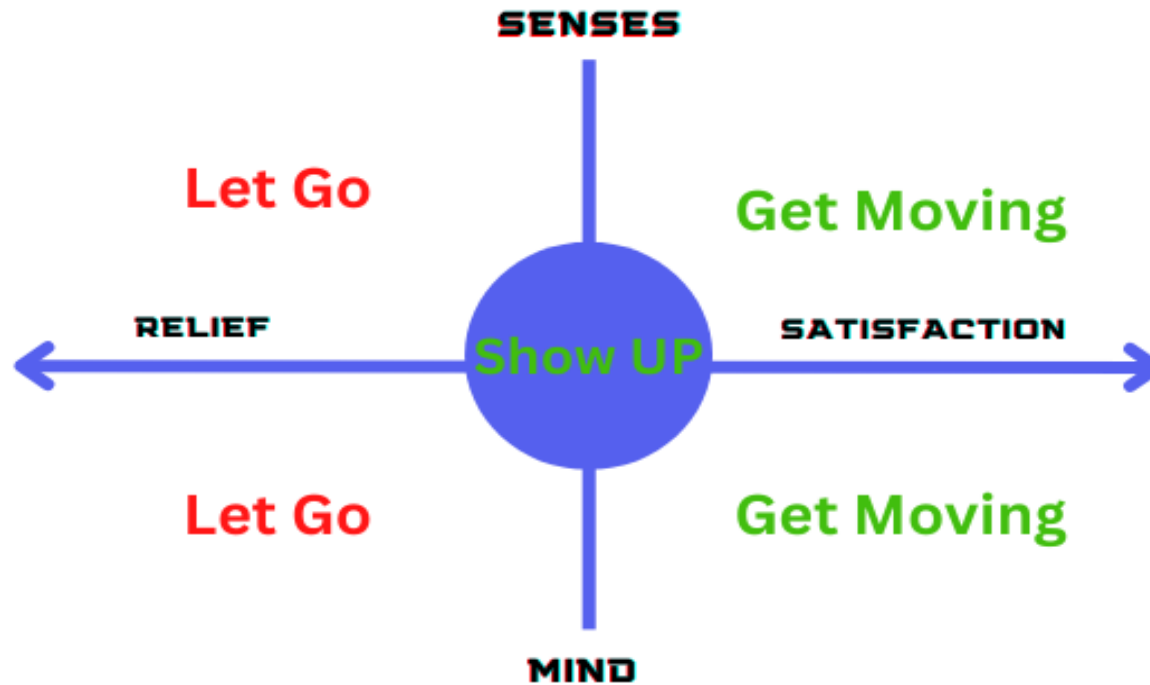 SENSES
Let Go
Get Moving
RELIEF
SATISFACTION
Show UP
Let Go
Get Moving
MIND